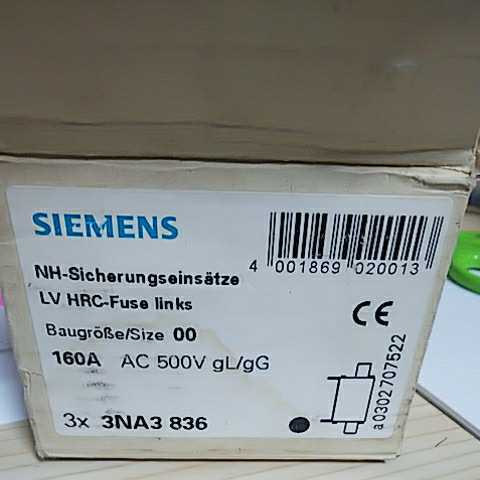 SIEMENS
4 001869 020013
NH-Sicherungseinsätze
LV HRC-Fuse links
CE
Baugröße/Size 00
160A AC 500V gL/gG
3x 3NA3 836
a0302707522